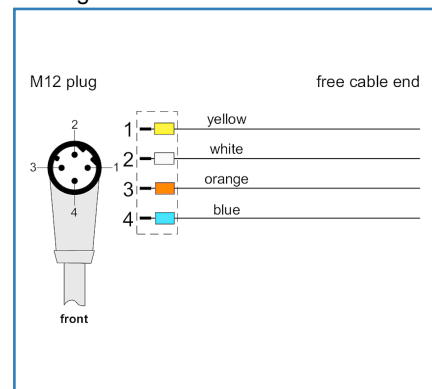 M12 plug
free cable end
2
3
1
4
front
1 yellow
2 white
3 orange
4 blue